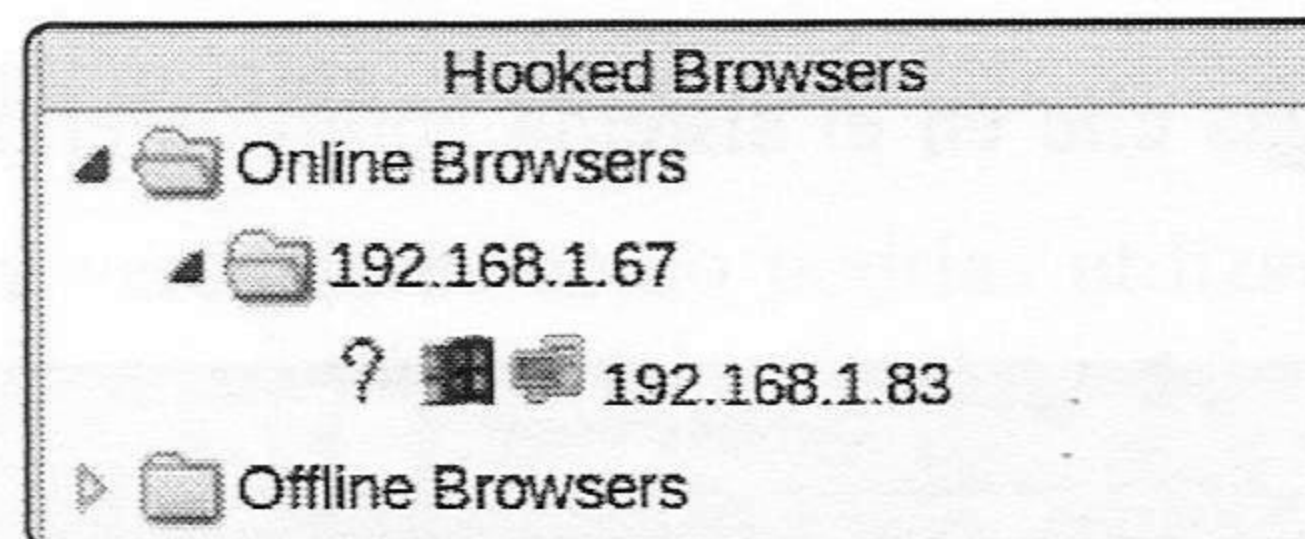 Hooked Browsers
Online Browsers
192.168.1.67
? 192.168.1.83
Offline Browsers